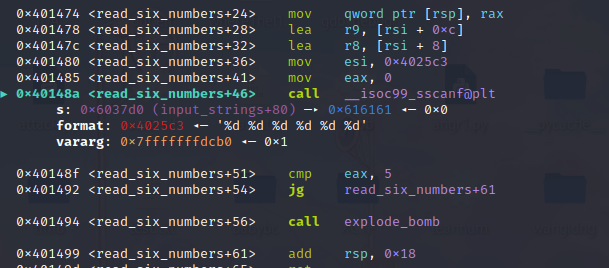 0×401474 <read_six_numbers+24> mov qword ptr [rsp], rax
0×401478 <read_six_numbers+28> lea r9, [rsi + 0×c]
0×40147c <read_six_numbers+32> lea r8, [rsi + 8]
0×401480 <read_six_numbers+36> mov esi, 0×4025c3
0×401485 <read_six_numbers+41> mov eax, 0
► 0×40148a <read_six_numbers+46> call __isoc99_sscanf@plt
s: 0×6037d0 (input_strings+80) —▸ 0×616161 ◂— 0×0
format: 0×4025c3 ◂— '%d %d %d %d %d %d'
vararg: 0×7fffffffdcb0 ◂— 0×1
0×40148f <read_six_numbers+51> cmp eax, 5
0×401492 <read_six_numbers+54> jg read_six_numbers+61
0×401494 <read_six_numbers+56> call explode_bomb
0×401499 <read_six_numbers+61> add rsp, 0×18